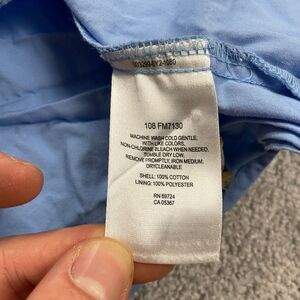 108 FM7130
MACHINE WASH COLD GENTLE,
WITH LIKE COLORS,
NON-CHLORINE BLEACH WHEN NEEDED,
TUMBLE DRY LOW,
REMOVE PROMPTLY, IRON MEDIUM,
DRYCLEANABLE
SHELL: 100% COTTON
LINING: 100% POLYESTER
RN 69724
CA 05367